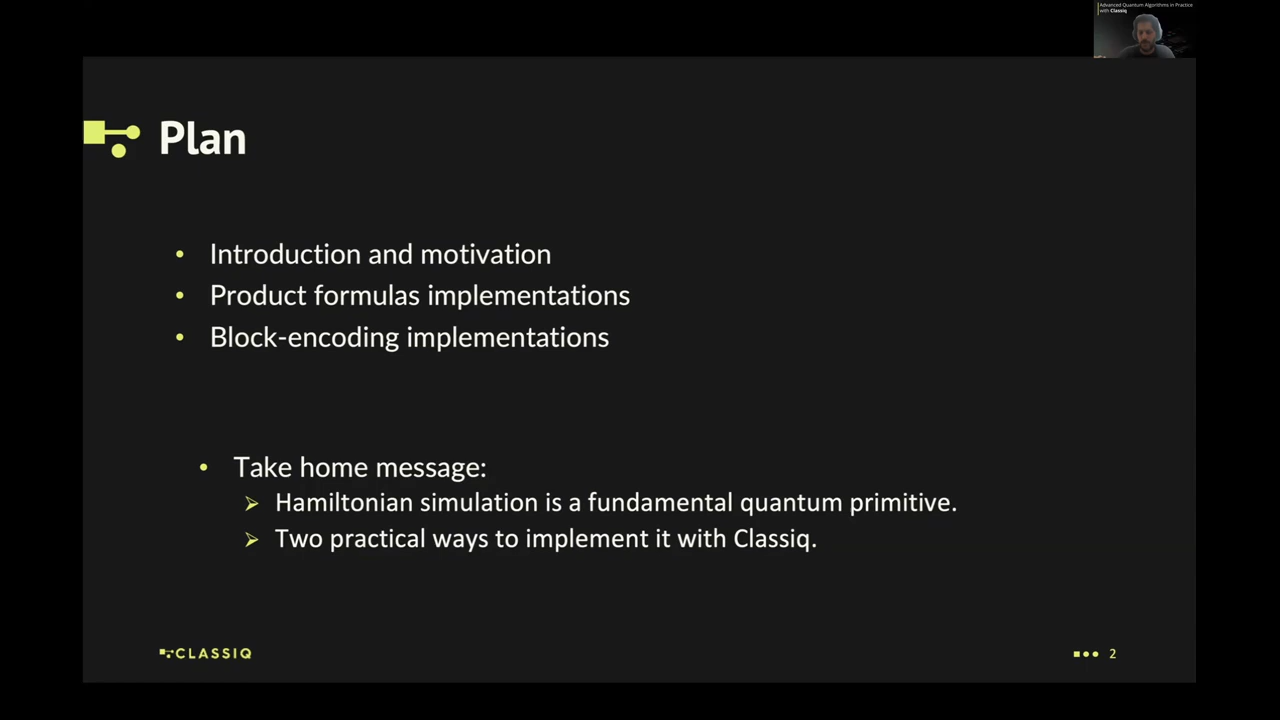 Advanced Quantum Algorithms in Practice
with Classiq
Plan
• Introduction and motivation
• Product formulas implementations
• Block-encoding implementations
• Take home message:
➢ Hamiltonian simulation is a fundamental quantum primitive.
➢ Two practical ways to implement it with Classiq.
CLASSIQ
2